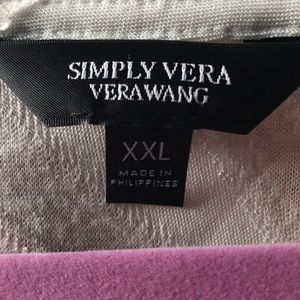 SIMPLY VERA
VERAWANG
XXL
MADE IN
PHILIPPINES